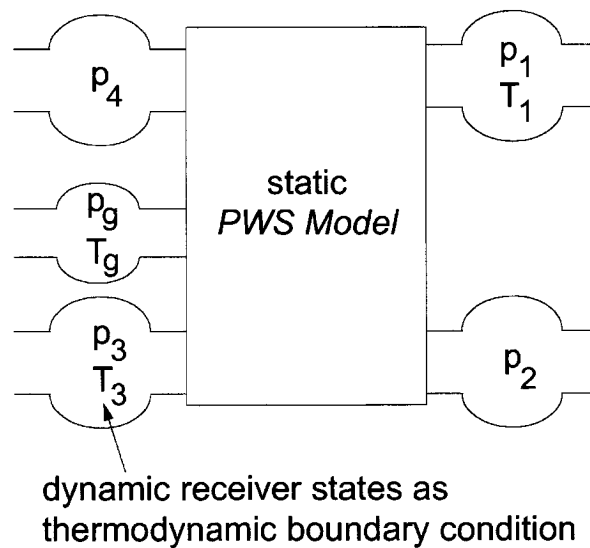 p4
pg
Tg
p3
T3
static
PWS Model
p1
T1
p2
dynamic receiver states as
thermodynamic boundary condition